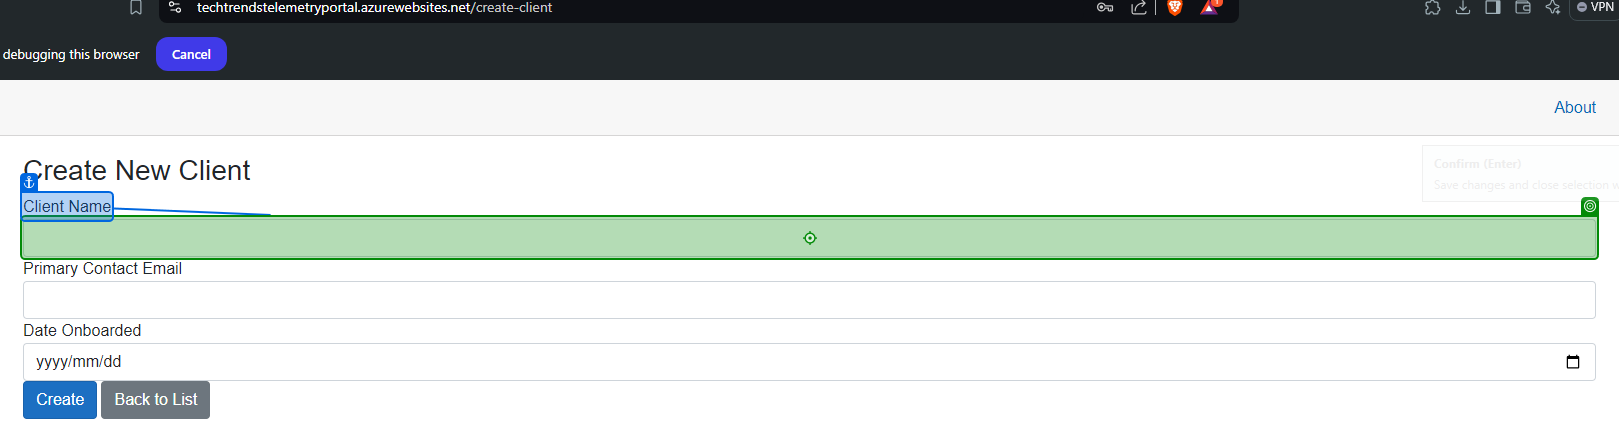 techtrendstelemetryportal.azurewebsites.net/create-client
1
VPN
debugging this browser
Cancel
About
Create New Client
Confirm (Enter)
Save changes and close selection
Client Name
Primary Contact Email
Date Onboarded
yyyy/mm/dd
Create
Back to List